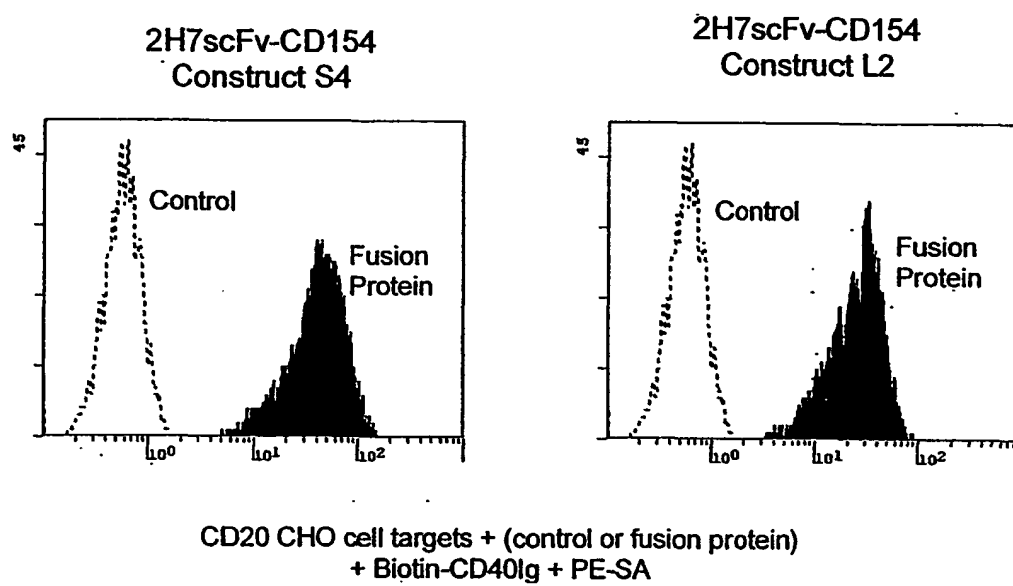 2H7scFv-CD154
Construct S4
45
Control
Fusion
Protein
10⁰ 10¹ 10²
2H7scFv-CD154
Construct L2
45
Control
Fusion
Protein
10⁰ 10¹ 10²
CD20 CHO cell targets + (control or fusion protein)
+ Biotin-CD40Ig + PE-SA